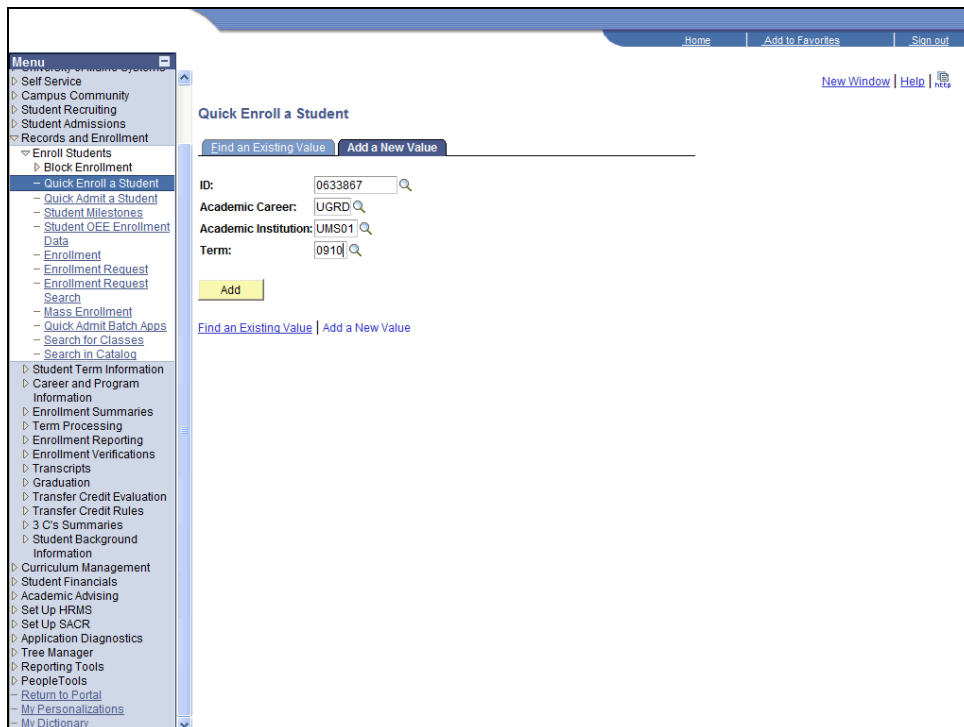 Home
Add to Favorites
Sign out
Menu
Self Service
Campus Community
Student Recruiting
Student Admissions
Records and Enrollment
Enroll Students
Block Enrollment
Quick Enroll a Student
Quick Admit a Student
Student Milestones
Student OEE Enrollment
Data
Enrollment
Enrollment Request
Enrollment Request
Search
Mass Enrollment
Quick Admit Batch Apps
Search for Classes
Search in Catalog
Student Term Information
Career and Program
Information
Enrollment Summaries
Term Processing
Enrollment Reporting
Enrollment Verifications
Transcripts
Graduation
Transfer Credit Evaluation
Transfer Credit Rules
3 C's Summaries
Student Background
Information
Curriculum Management
Student Financials
Academic Advising
Set Up HRMS
Set Up SACR
Application Diagnostics
Tree Manager
Reporting Tools
PeopleTools
Return to Portal
My Personalizations
My Dictionary
New Window | Help | http
Quick Enroll a Student
Find an Existing Value
Add a New Value
ID: 0633867
Academic Career: UGRD
Academic Institution: UMS01
Term: 0910
Add
Find an Existing Value | Add a New Value